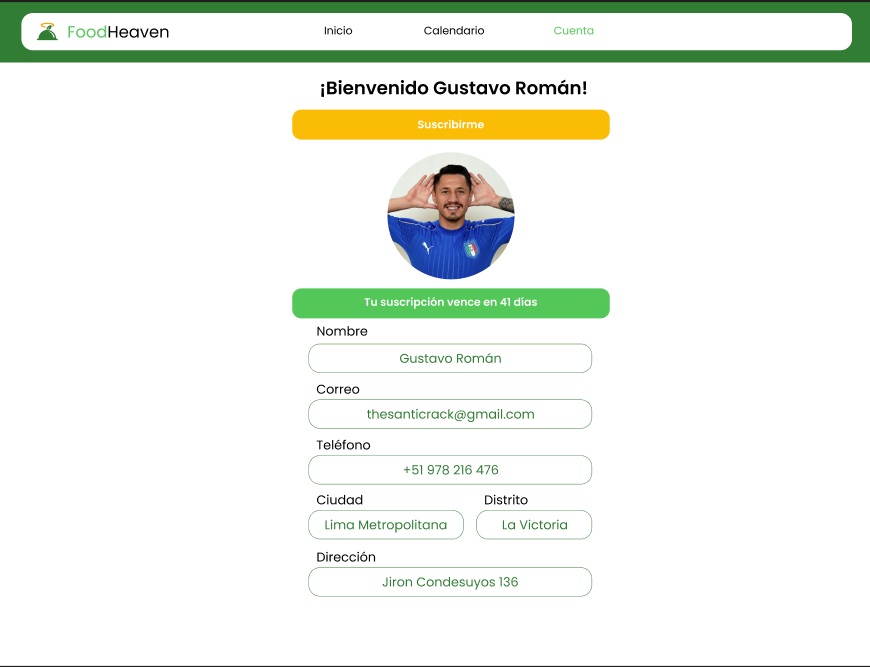 FoodHeaven
Inicio
Calendario
Cuenta
¡Bienvenido Gustavo Román!
Suscribirme
Tu suscripción vence en 41 días
Nombre
Gustavo Román
Correo
thesanticrack@gmail.com
Teléfono
+51 978 216 476
Ciudad
Distrito
Lima Metropolitana
La Victoria
Dirección
Jiron Condesuyos 136